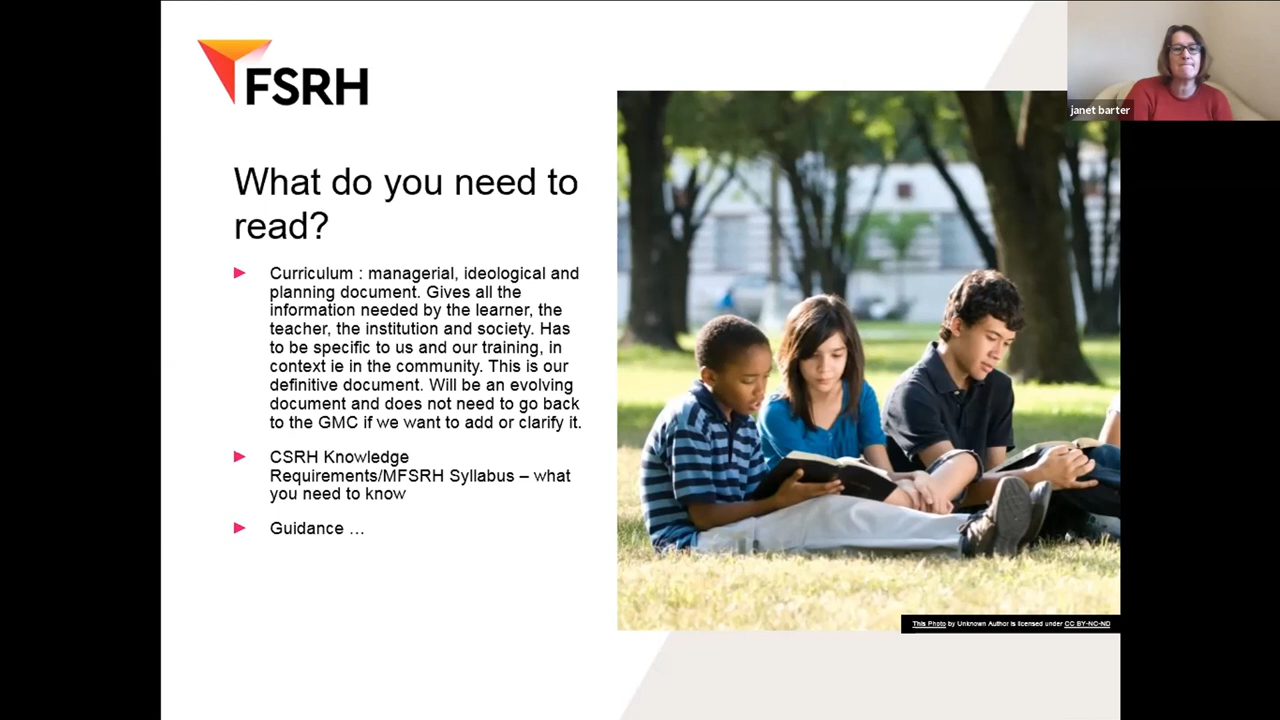 FSRH
janet barter
What do you need to
read?
Curriculum : managerial, ideological and
planning document. Gives all the
information needed by the learner, the
teacher, the institution and society. Has
to be specific to us and our training, in
context ie in the community. This is our
definitive document. Will be an evolving
document and does not need to go back
to the GMC if we want to add or clarify it.
CSRH Knowledge
Requirements/MFSRH Syllabus – what
you need to know
Guidance …
This Photo by Unknown Author is licensed under CC BY-NC-ND